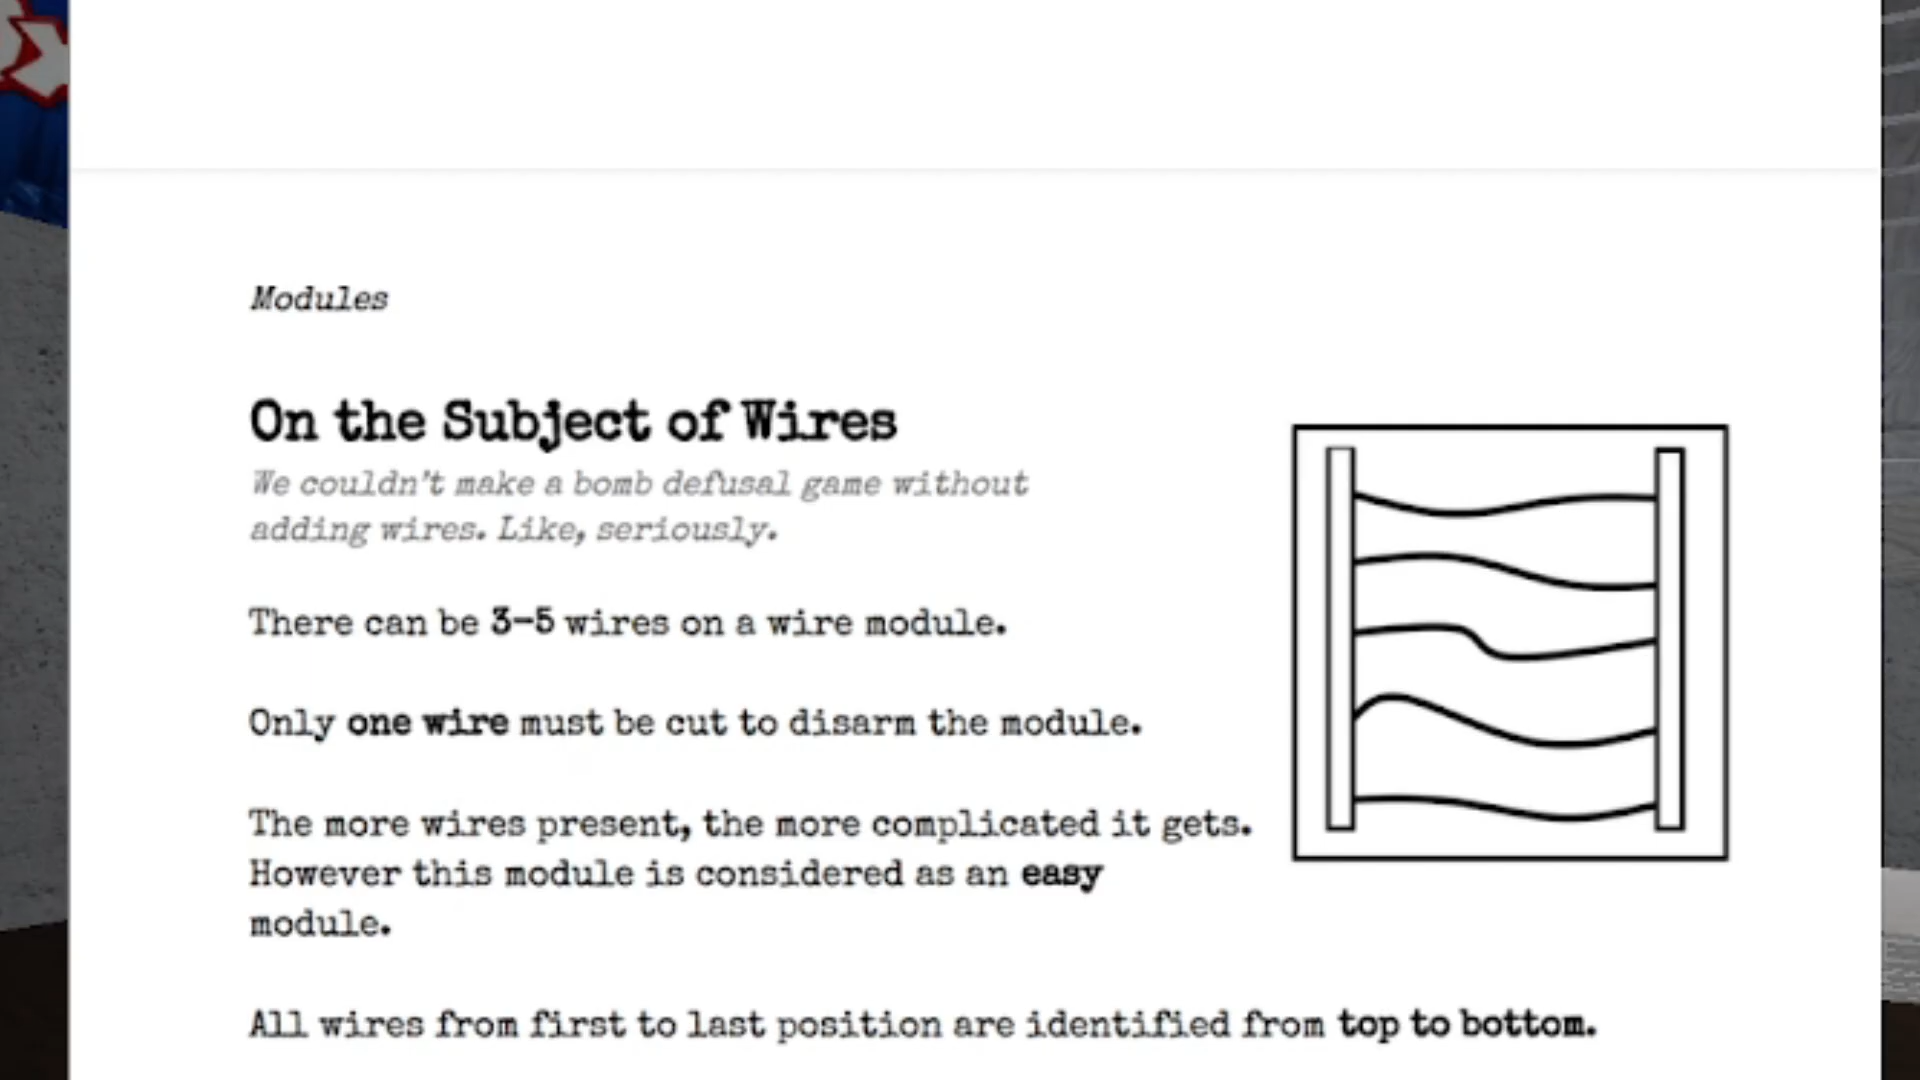 Modules
On the Subject of Wires
We couldn't make a bomb defusal game without
adding wires. Like, seriously.
There can be 3-5 wires on a wire module.
Only one wire must be cut to disarm the module.
The more wires present, the more complicated it gets.
However this module is considered as an easy
module.
All wires from first to last position are identified from top to bottom.